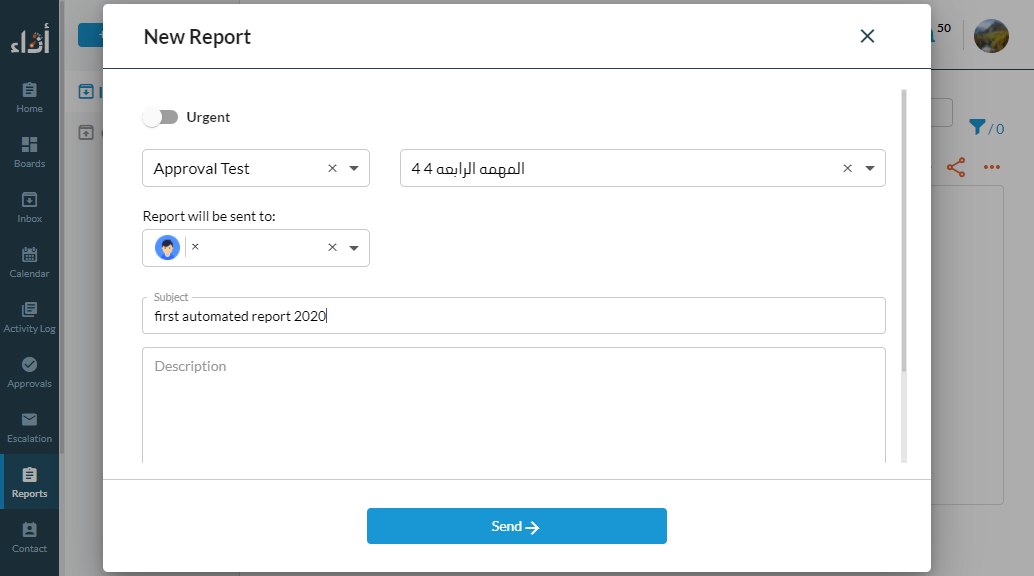 أداء
New Report
50
Urgent
Home
/ 0
Approval Test
المهمه الرابعه 4 4
Boards
Inbox
Report will be sent to:
Calendar
Subject
first automated report 2020
Activity Log
Description
Approvals
Escalation
Reports
Send
Contact